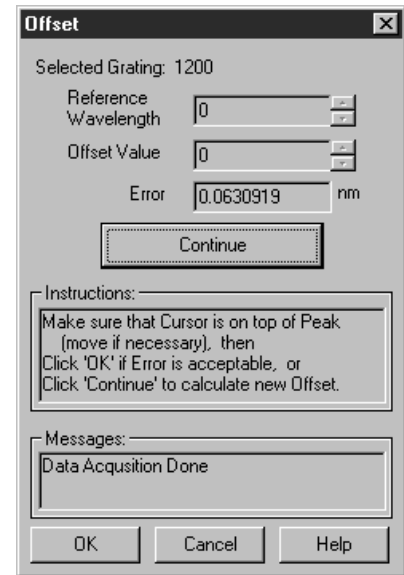 Offset
Selected Grating: 1200
Reference
Wavelength 0
Offset Value 0
Error 0.0630919 nm
Continue
Instructions:
Make sure that Cursor is on top of Peak
(move if necessary), then
Click 'OK' if Error is acceptable, or
Click 'Continue' to calculate new Offset.
Messages:
Data Acqusition Done
OK Cancel Help